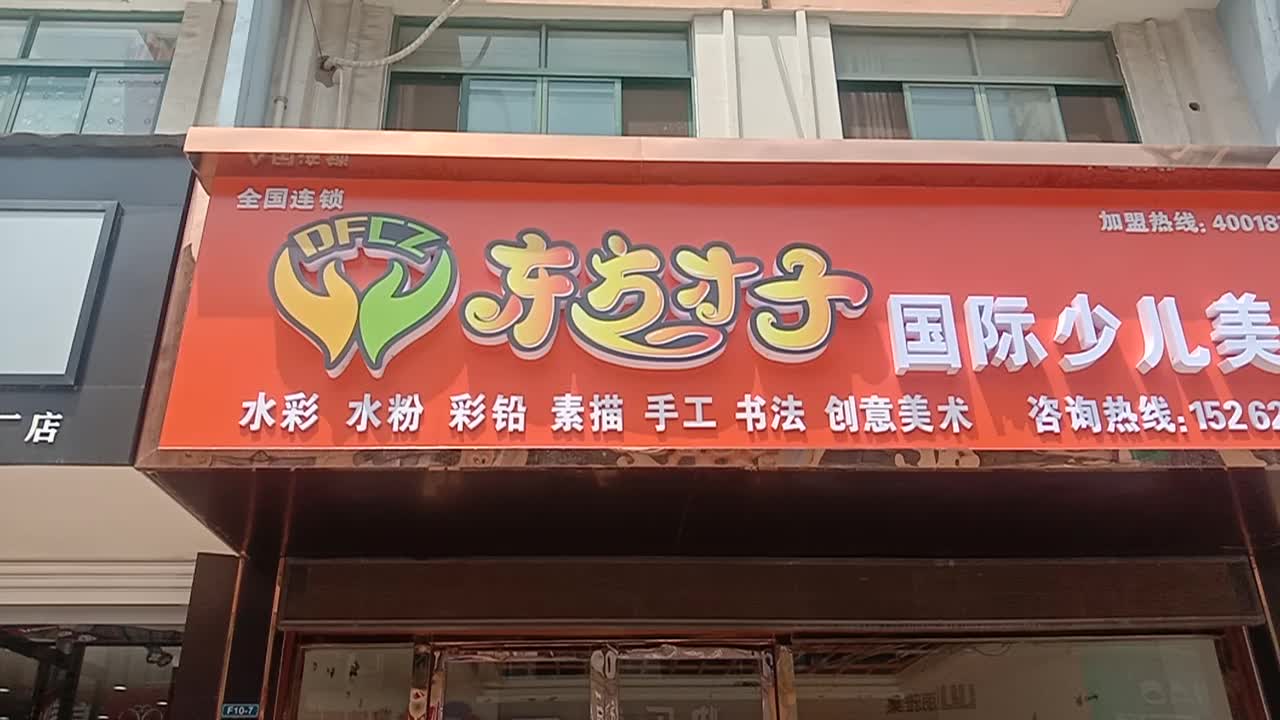 全国连锁
加盟热线: 40018
DFCZ
东方才子
国际少儿美
水彩 水粉 彩铅 素描 手工 书法 创意美术
咨询热线:15262
店
F10-7